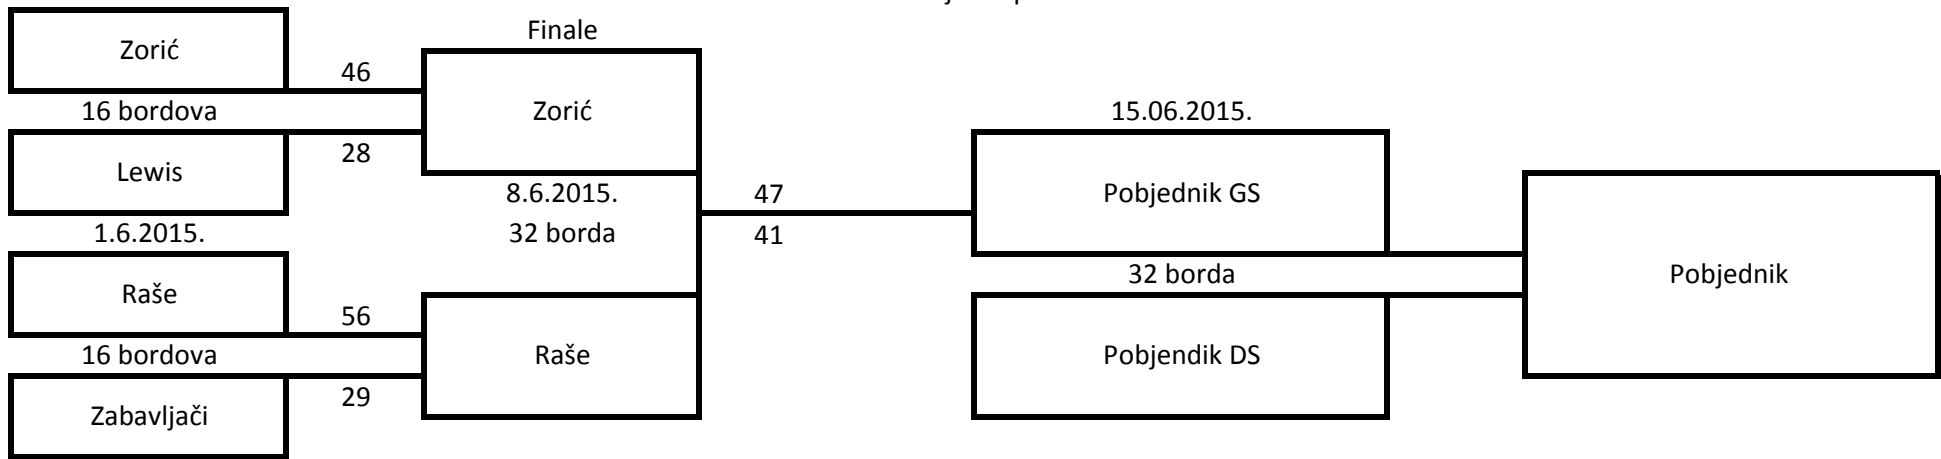 Finale
Zorić
46
16 bordova
Zorić
15.06.2015.
28
Lewis
8.6.2015.
47
Pobjednik GS
1.6.2015.
32 borda
41
Raše
32 borda
Pobjednik
56
16 bordova
Raše
Pobjendik DS
29
Zabavljači